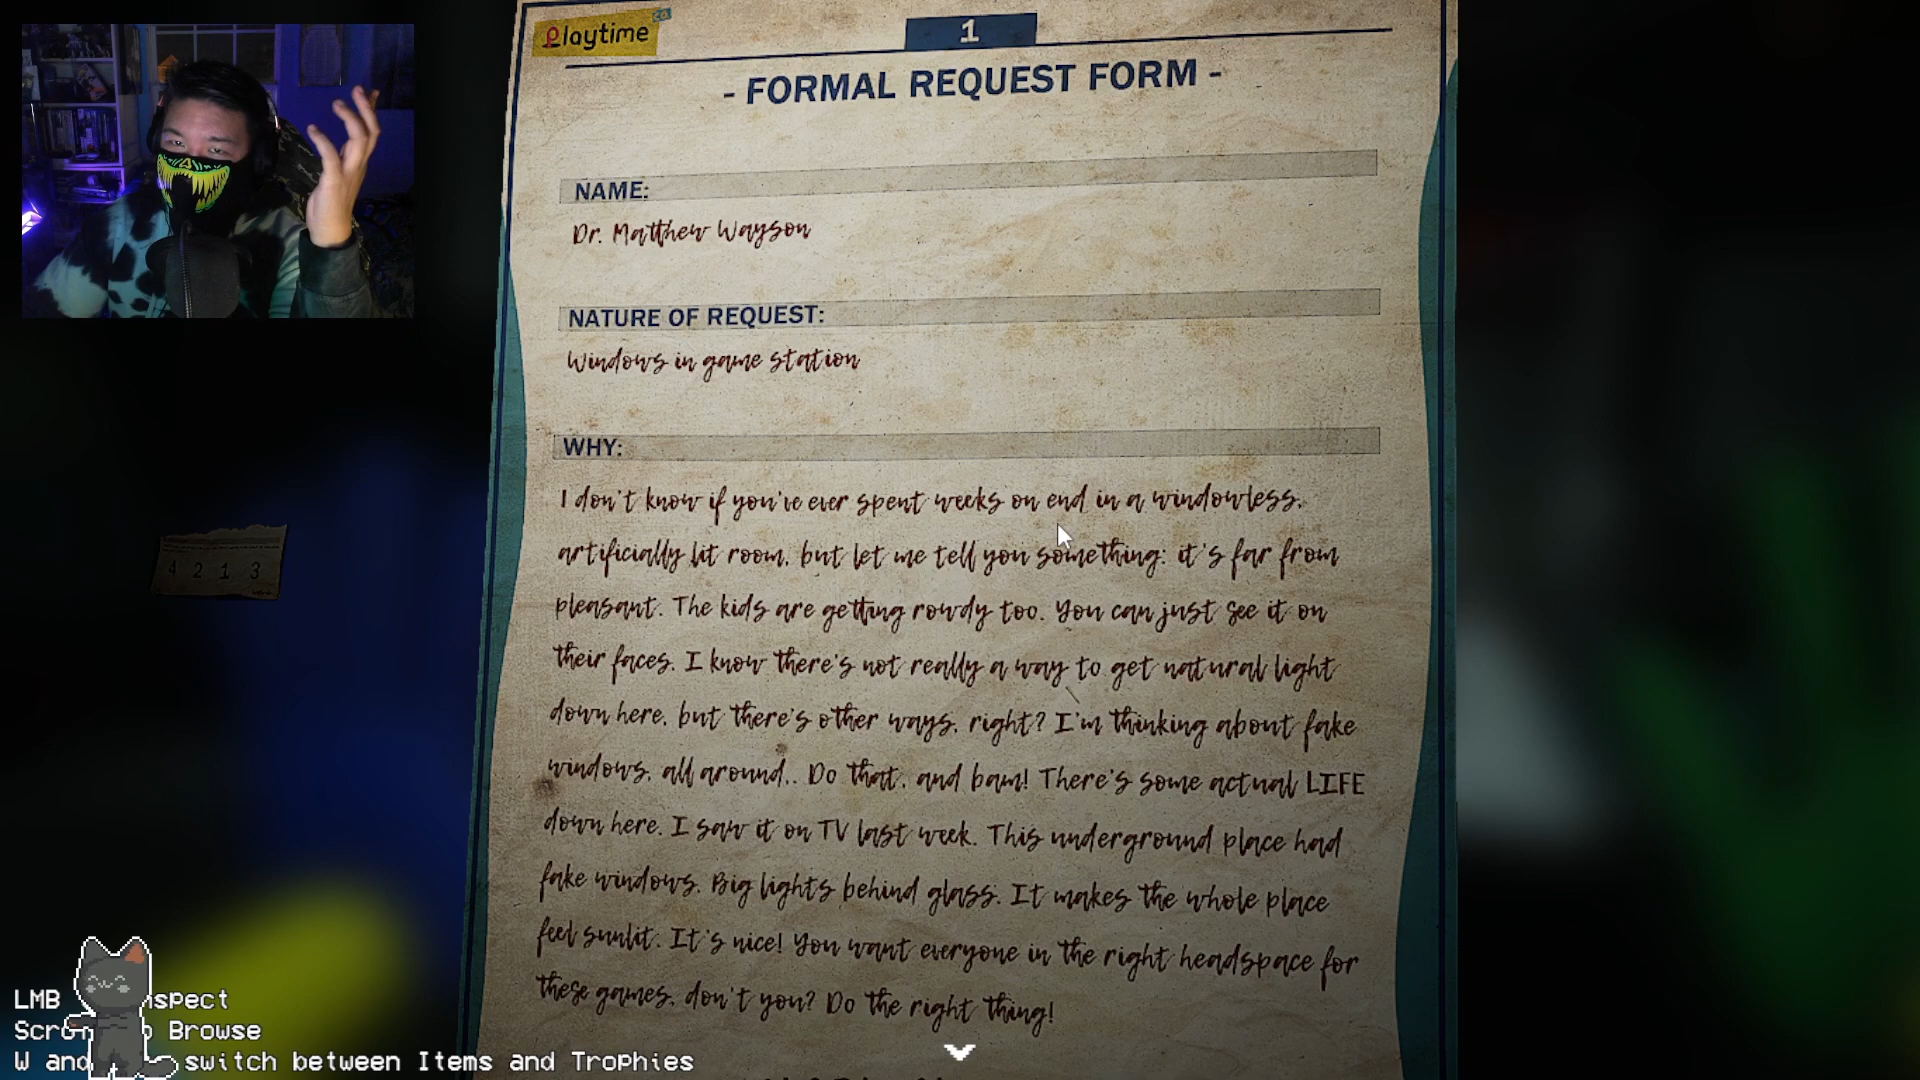 Playtime CO
1
- FORMAL REQUEST FORM -
NAME:
Dr. Matthew Wayson
NATURE OF REQUEST:
Windows in game station
WHY:
I don't know if you've ever spent weeks on end in a windowless,
artificially lit room, but let me tell you something: it's far from
pleasant. The kids are getting rowdy too. You can just see it on
their faces. I know there's not really a way to get natural light
down here, but there's other ways, right? I'm thinking about fake
windows, all around,. Do that, and bam! There's some actual LIFE
down here. I saw it on TV last week. This underground place had
fake windows. Big lights behind glass. It makes the whole place
feel sunlit. It's nice! You want everyone in the right headspace for
these games, don't you? Do the right thing!
4 2 1 3
LMB nspect
Scro o Browse
W and switch between Items and Trophies